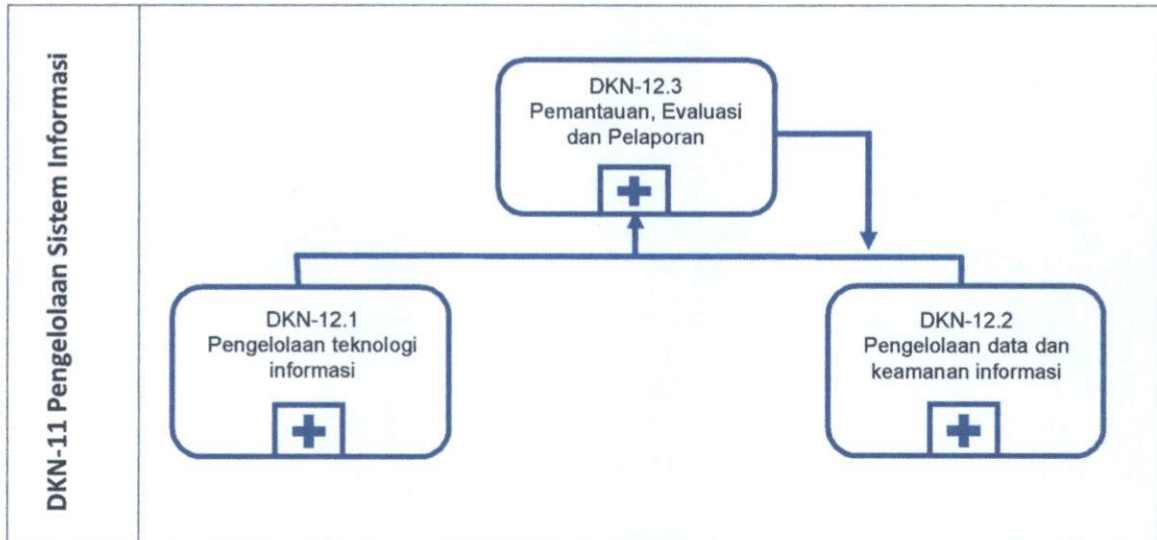 DKN-11 Pengelolaan Sistem Informasi
DKN-12.3
Pemantauan, Evaluasi
dan Pelaporan
DKN-12.1
Pengelolaan teknologi
informasi
DKN-12.2
Pengelolaan data dan
keamanan informasi